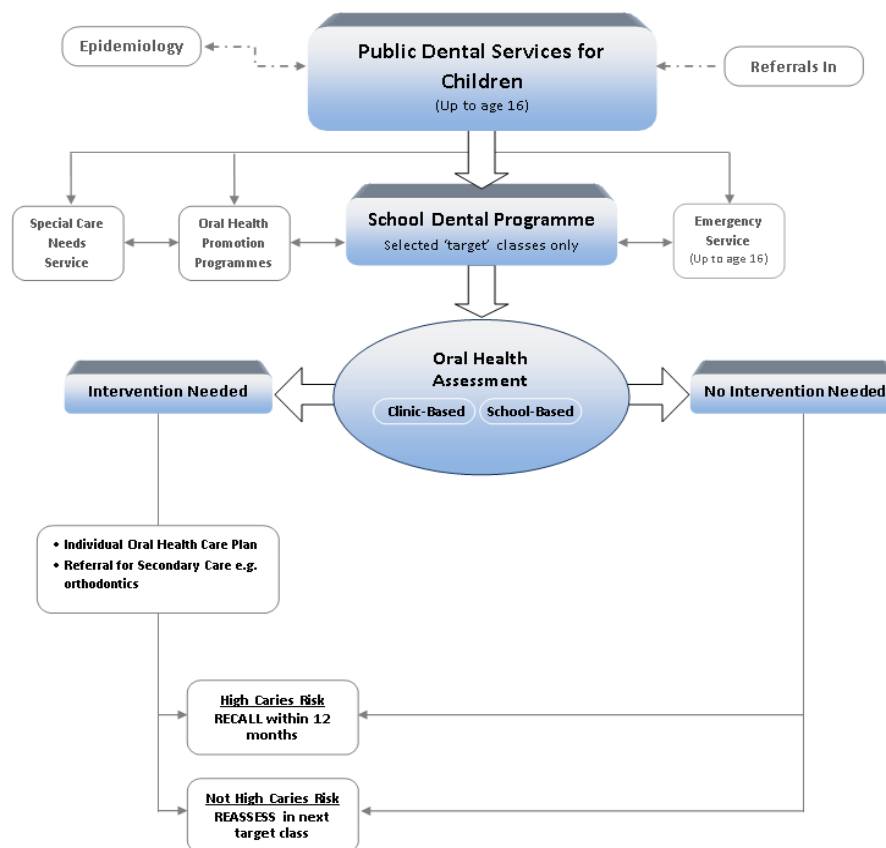 Epidemiology
Public Dental Services for
Children
(Up to age 16)
Referrals In
Special Care
Needs
Service
Oral Health
Promotion
Programmes
School Dental Programme
Selected ‘target’ classes only
Emergency
Service
(Up to age 16)
Oral Health
Assessment
Clinic-Based
School-Based
Intervention Needed
No Intervention Needed
• Individual Oral Health Care Plan
• Referral for Secondary Care e.g.
orthodontics
High Caries Risk
RECALL within 12
months
Not High Caries Risk
REASSESS in next
target class